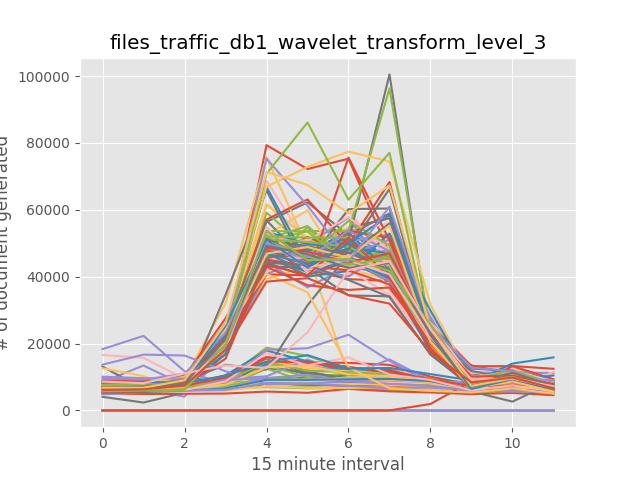 files_traffic_db1_wavelet_transform_level_3
# of document generated
100000
80000
60000
40000
20000
0
0 2 4 6 8 10
15 minute interval